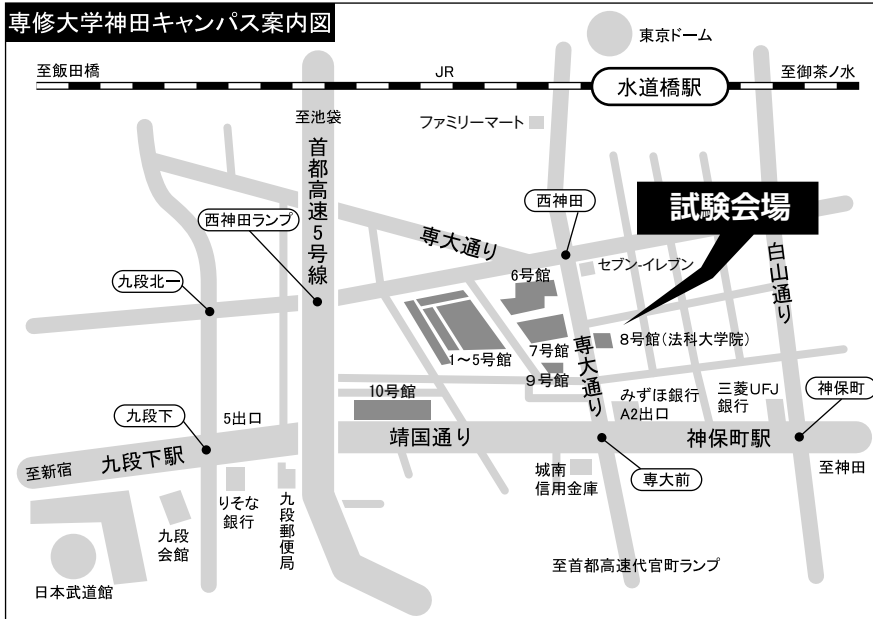 専修大学神田キャンパス案内図
東京ドーム
至飯田橋
JR
水道橋駅
至御茶ノ水
至池袋
ファミリーマート
首都高速5号線
西神田ランプ
西神田
試験会場
専大通り
セブン-イレブン
白山通り
九段北一
6号館
1～5号館
7号館
8号館(法科大学院)
9号館
専大通り
10号館
みずほ銀行
A2出口
三菱UFJ
銀行
神保町
九段下
5出口
靖国通り
神保町駅
至新宿
九段下駅
至神田
城南
信用金庫
専大前
りそな
銀行
九段郵便局
九段
会館
日本武道館
至首都高速代官町ランプ